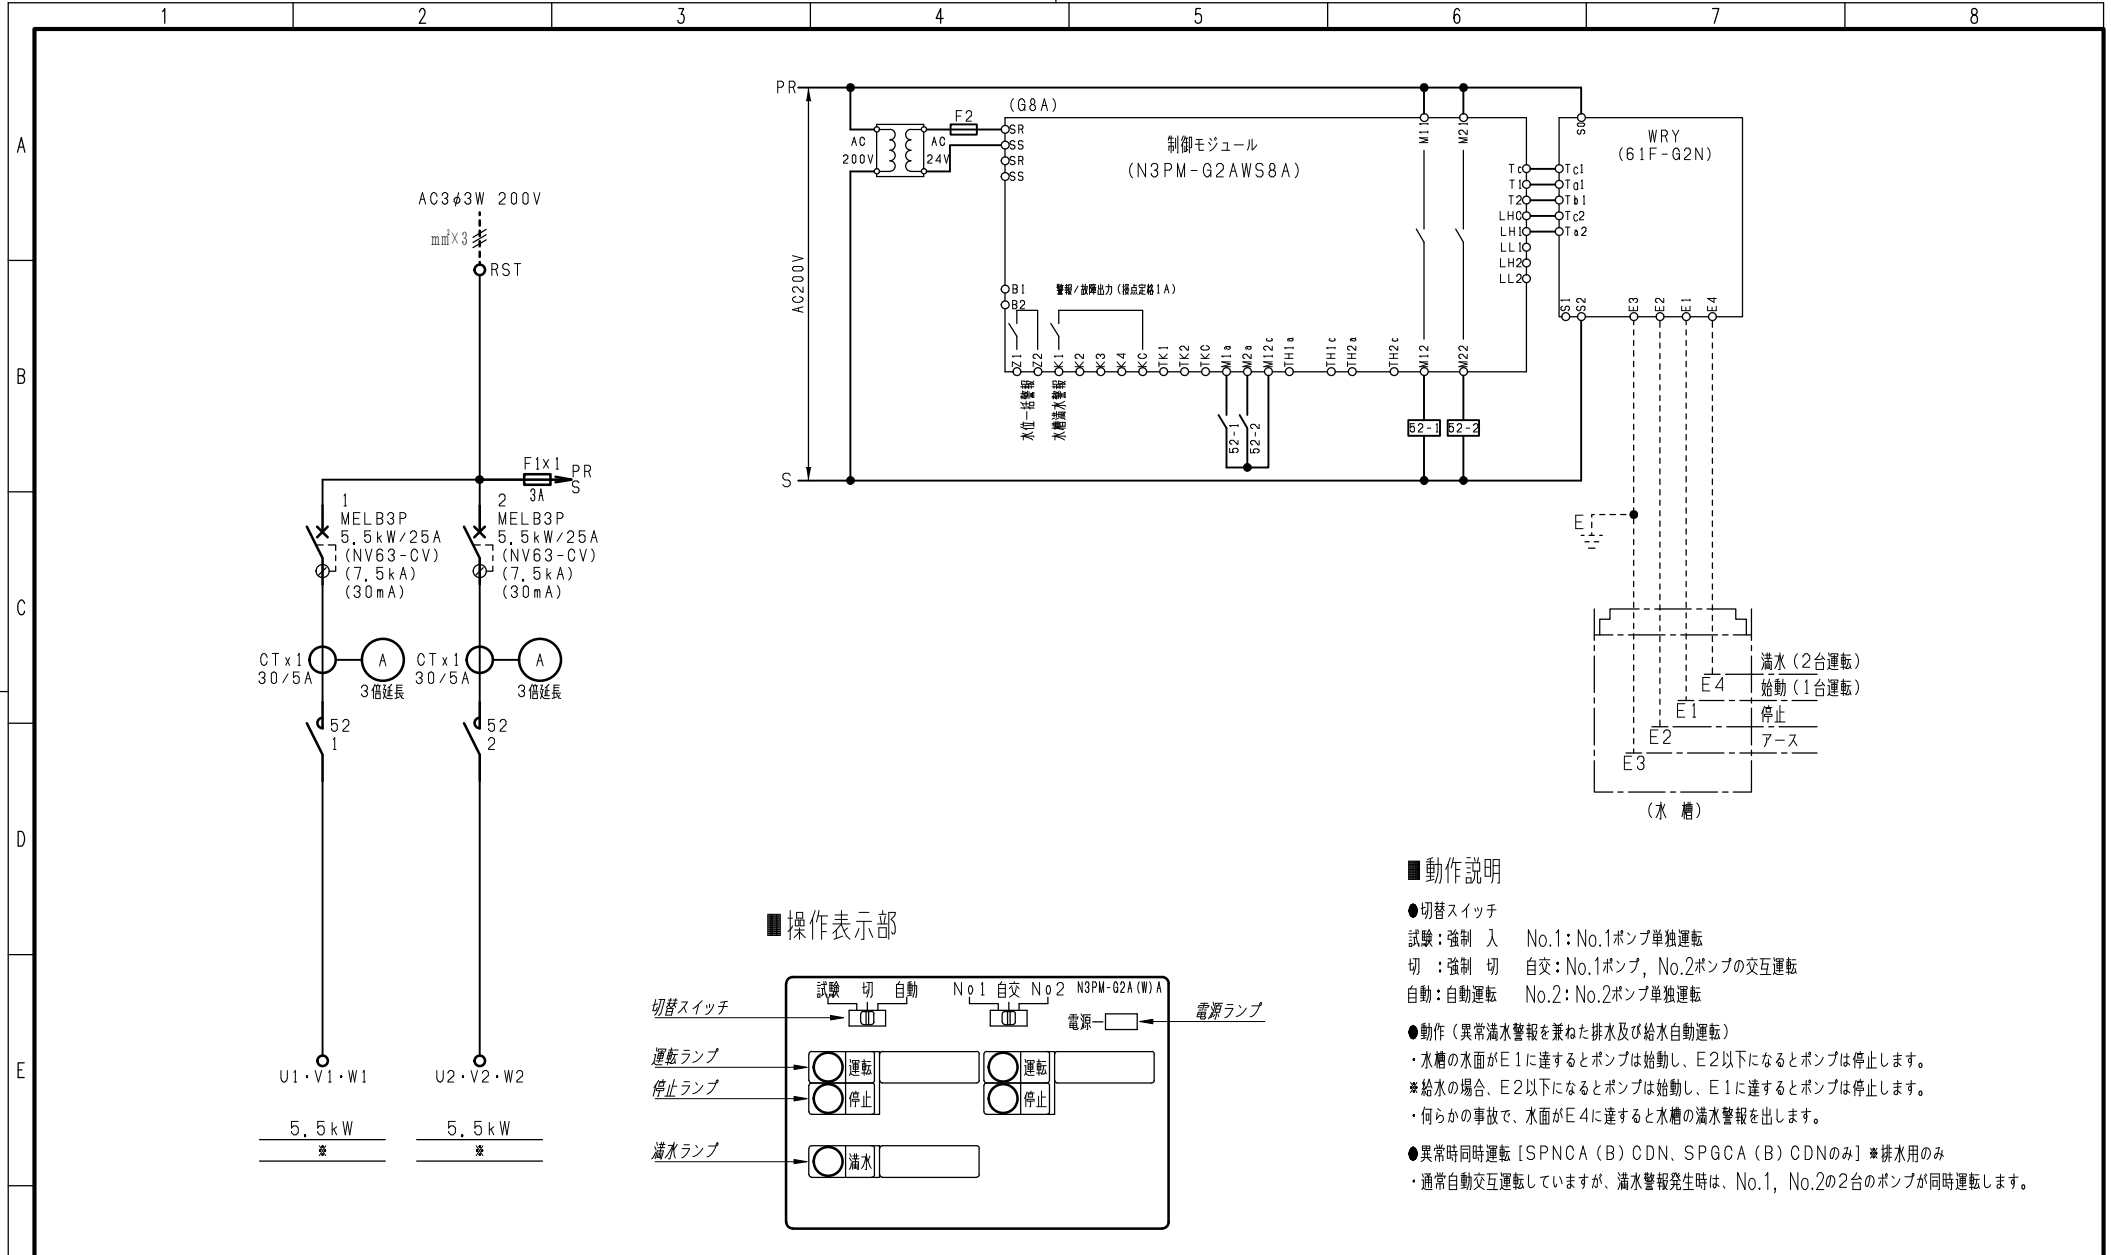 1 2 3 4 5 6 7 8
A
B
C
D
E
AC3φ3W 200V
mm²×3
RST
F1x1
3A
PR
S
1
MELB3P
5.5kW/25A
(NV63-CV)
(7.5kA)
(30mA)
2
MELB3P
5.5kW/25A
(NV63-CV)
(7.5kA)
(30mA)
CTx1
30/5A
A
3倍延長
CTx1
30/5A
A
3倍延長
52
1
52
2
U1・V1・W1
U2・V2・W2
5.5kW
※
5.5kW
※
PR
AC200V
S
AC
200V
AC
24V
F2
(G8A)
SR
SS
SR
SS
制御モジュール
(N3PM-G2AWS8A)
M11
M21
Tc
T1
T2
LHC
LH1
LL1
LH2
LL2
Tc1
Ta1
Tb1
Tc2
Ta2
S0
WRY
(61F-G2N)
S1
S2
E3
E2
E1
E4
B1
B2
警報/故障出力(接点定格1A)
Z1
Z2
K1
K2
K3
K4
KC
TK1
TK2
TKC
M1a
M2a
M12c
TH1a
TH1c
TH2a
TH2c
M12
M22
水位一括警報
水槽満水警報
52-1
52-2
52-1
52-2
E
満水(2台運転)
E4
始動(1台運転)
E1
停止
E2
アース
E3
(水 槽)
■操作表示部
試験 切 自動
No1 自交 No2
N3PM-G2A(W)A
切替スイッチ
電源
電源ランプ
運転ランプ
運転
運転
停止ランプ
停止
停止
満水ランプ
満水
■動作説明
●切替スイッチ
試験:強制 入 No.1:No.1ポンプ単独運転
切 :強制 切 自交:No.1ポンプ, No.2ポンプの交互運転
自動:自動運転 No.2:No.2ポンプ単独運転
●動作(異常満水警報を兼ねた排水及び給水自動運転)
・水槽の水面がE1に達するとポンプは始動し、E2以下になるとポンプは停止します。
※給水の場合、E2以下になるとポンプは始動し、E1に達するとポンプは停止します。
・何らかの事故で、水面がE4に達すると水槽の満水警報を出します。
●異常時同時運転[SPNCA(B)CDN、SPGCA(B)CDNのみ]※排水用のみ
・通常自動交互運転していますが、満水警報発生時は、No.1, No.2の2台のポンプが同時運転します。